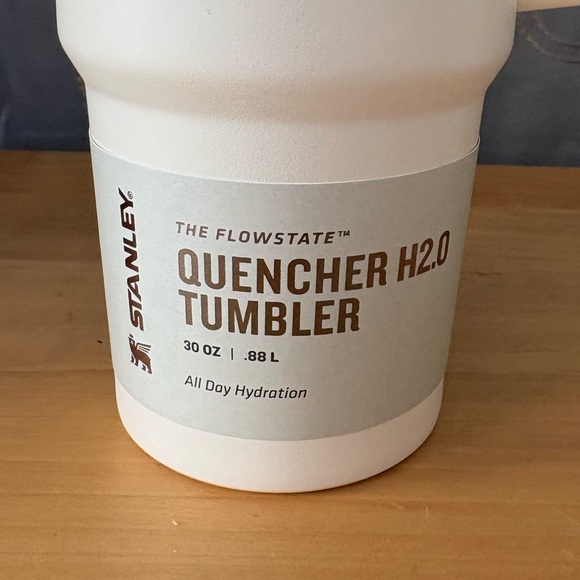 STANLEY®
THE FLOWSTATE™
QUENCHER H2.0
TUMBLER
30 OZ | .88 L
All Day Hydration